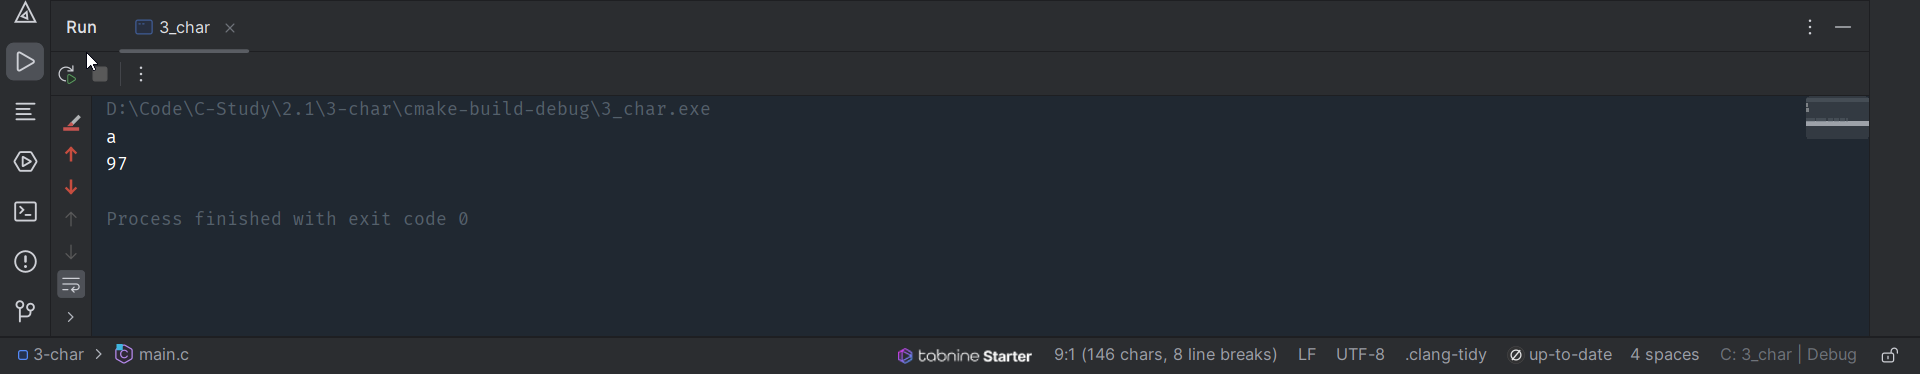 Run 3_char
D:\Code\C-Study\2.1\3-char\cmake-build-debug\3_char.exe
a
97
Process finished with exit code 0
3-char > main.c tabnine Starter 9:1 (146 chars, 8 line breaks) LF UTF-8 .clang-tidy up-to-date 4 spaces C: 3_char | Debug